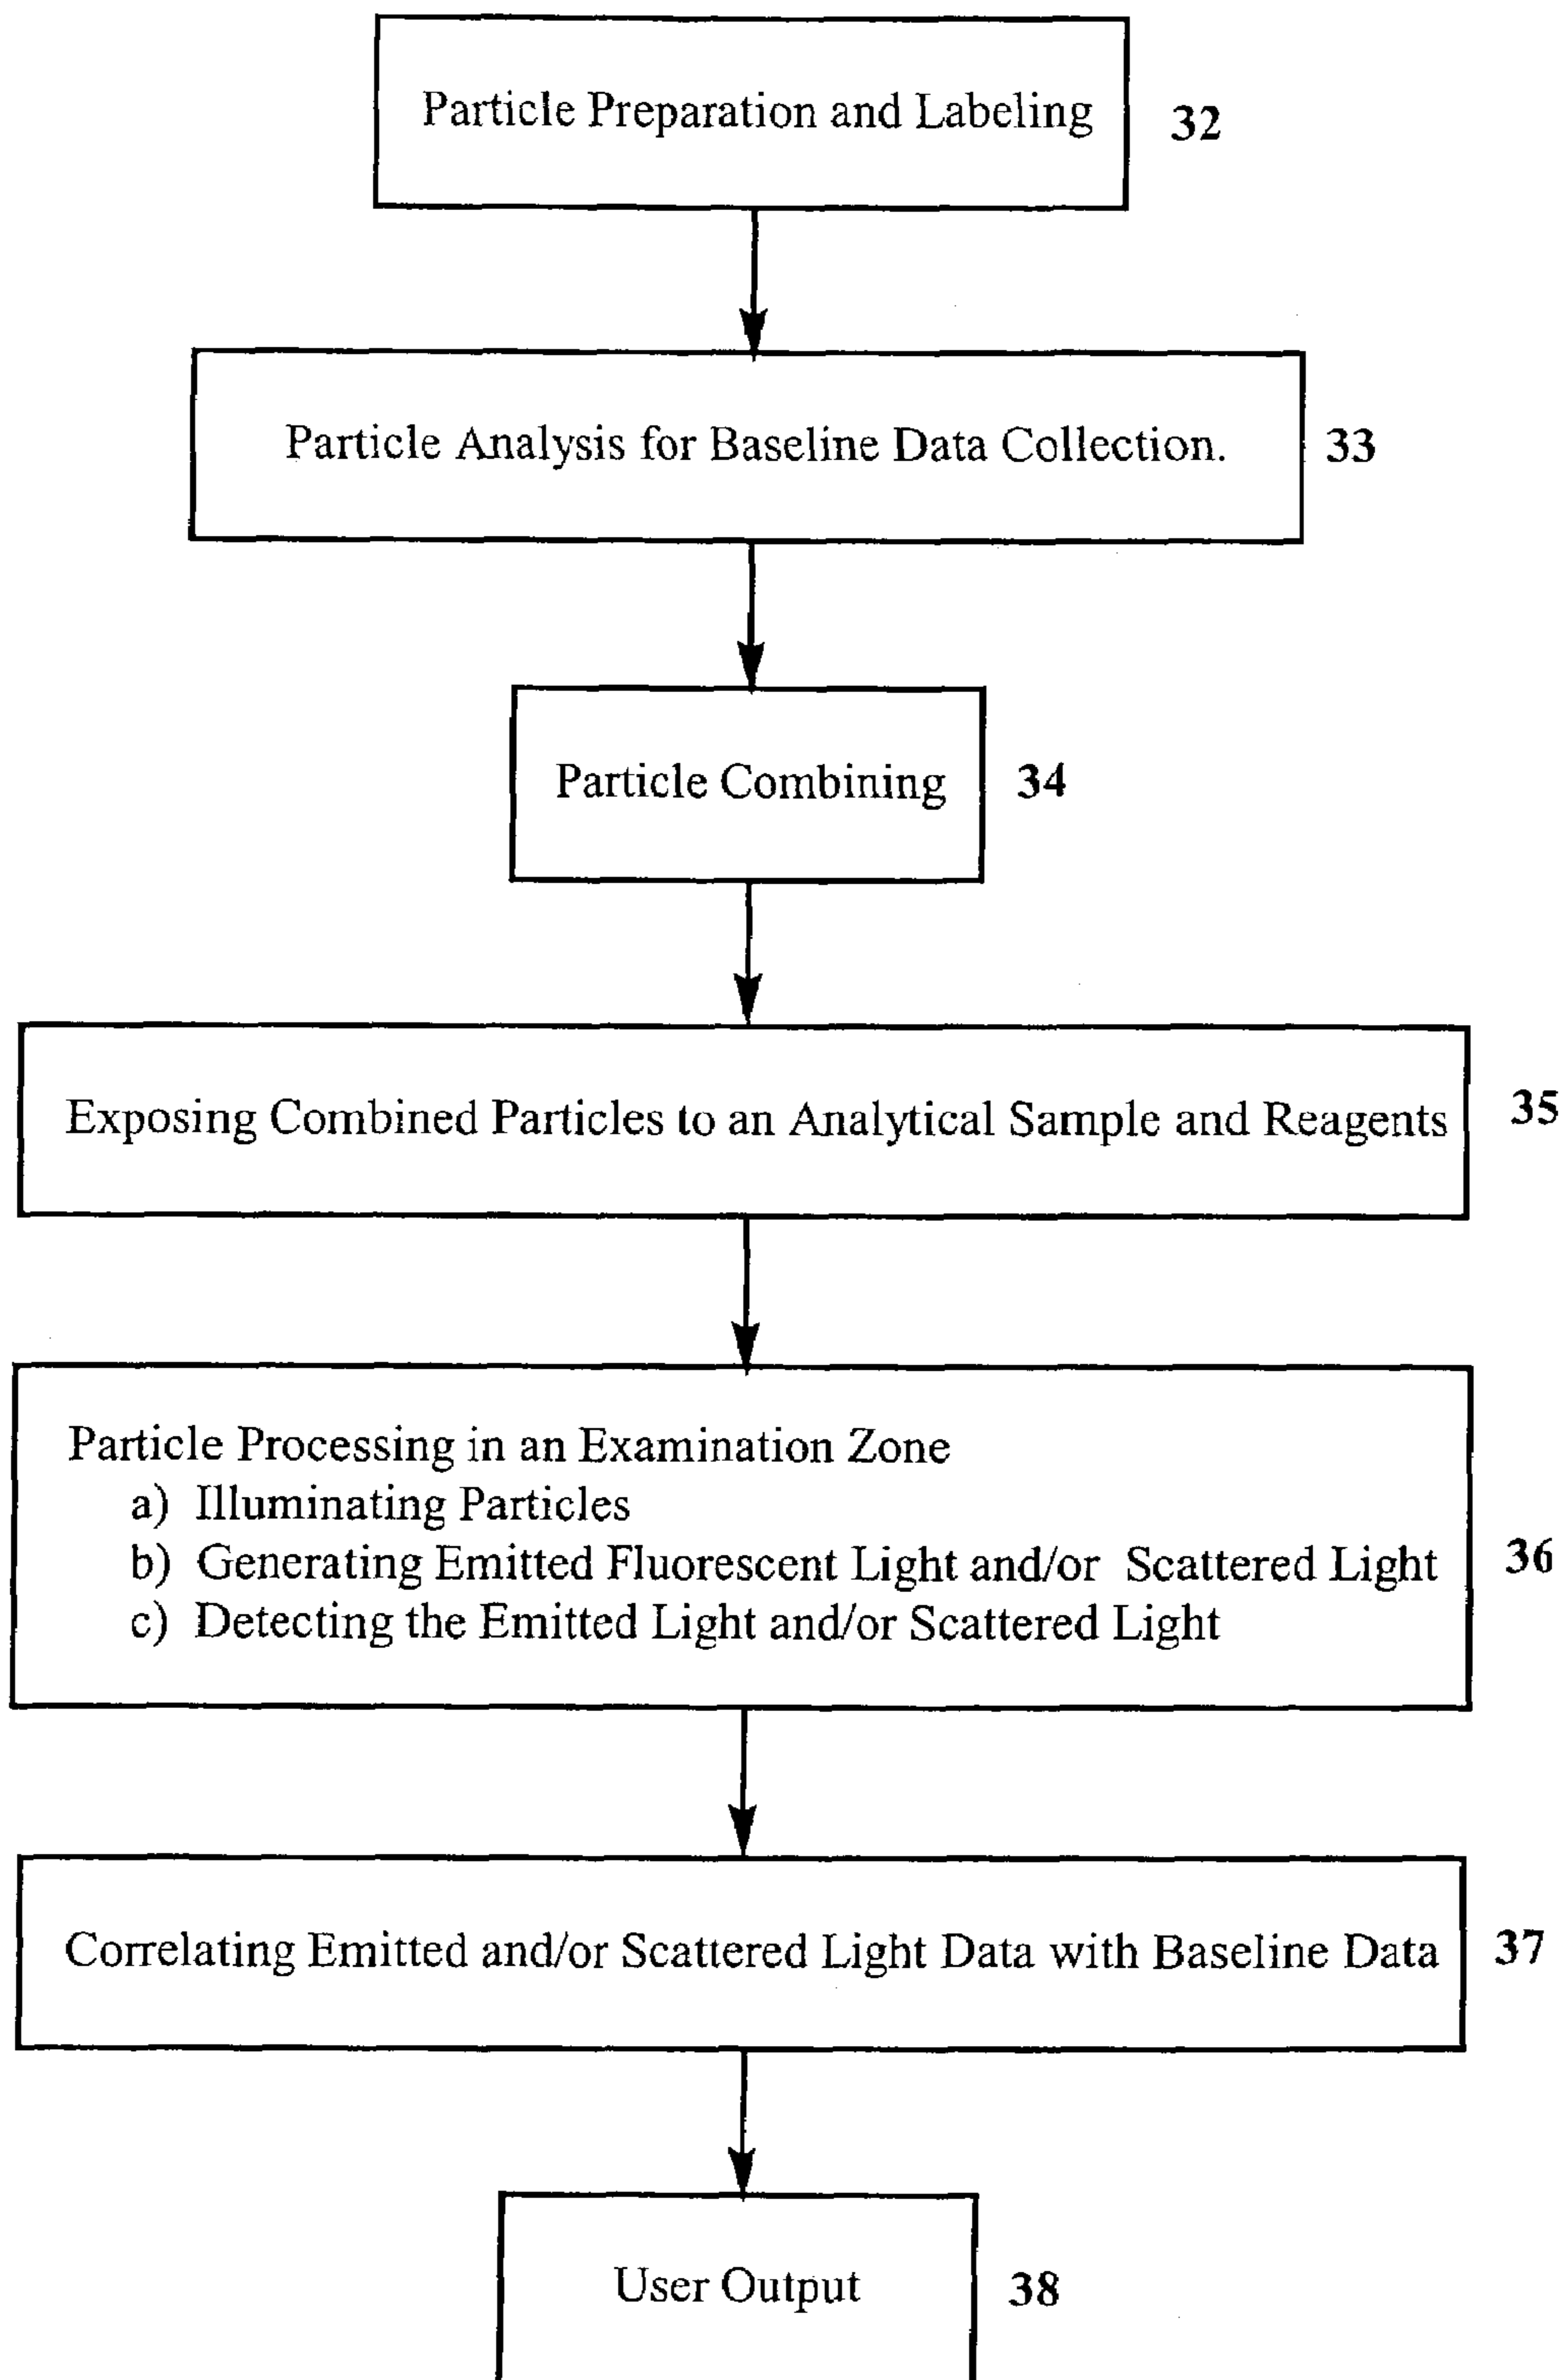 Particle Preparation and Labeling 32
Particle Analysis for Baseline Data Collection. 33
Particle Combining 34
Exposing Combined Particles to an Analytical Sample and Reagents 35
Particle Processing in an Examination Zone
a) Illuminating Particles
b) Generating Emitted Fluorescent Light and/or Scattered Light 36
c) Detecting the Emitted Light and/or Scattered Light
Correlating Emitted and/or Scattered Light Data with Baseline Data 37
User Output 38